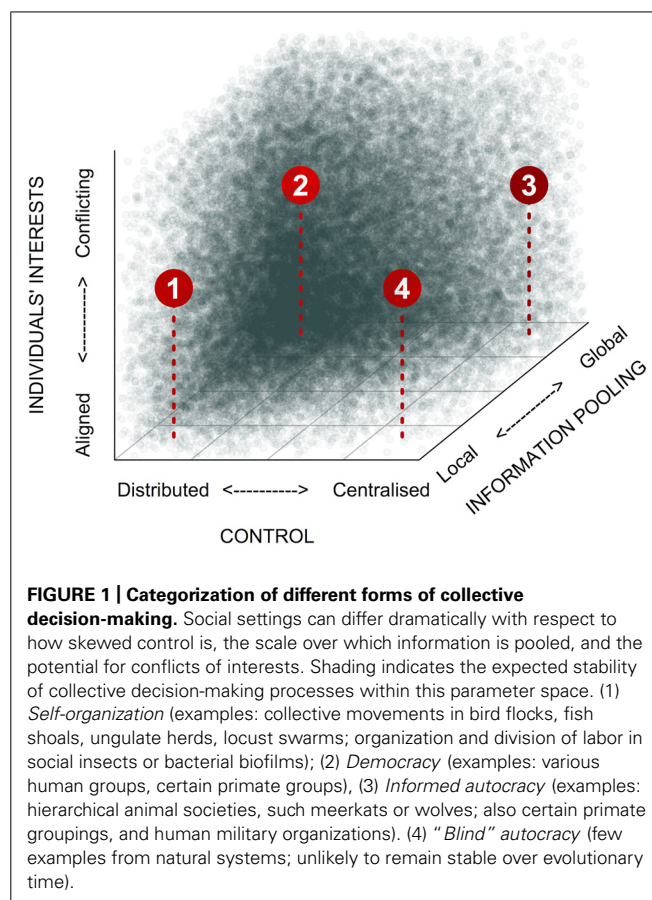 INDIVIDUALS' INTERESTS
Aligned <----------> Conflicting
1
2
3
4
Distributed <----------> Centralised
CONTROL
Local <----------> Global
INFORMATION POOLING
FIGURE 1 | Categorization of different forms of collective
decision-making. Social settings can differ dramatically with respect to
how skewed control is, the scale over which information is pooled, and the
potential for conflicts of interests. Shading indicates the expected stability
of collective decision-making processes within this parameter space. (1)
Self-organization (examples: collective movements in bird flocks, fish
shoals, ungulate herds, locust swarms; organization and division of labor in
social insects or bacterial biofilms); (2) Democracy (examples: various
human groups, certain primate groups), (3) Informed autocracy (examples:
hierarchical animal societies, such meerkats or wolves; also certain primate
groupings, and human military organizations). (4) "Blind" autocracy (few
examples from natural systems; unlikely to remain stable over evolutionary
time).